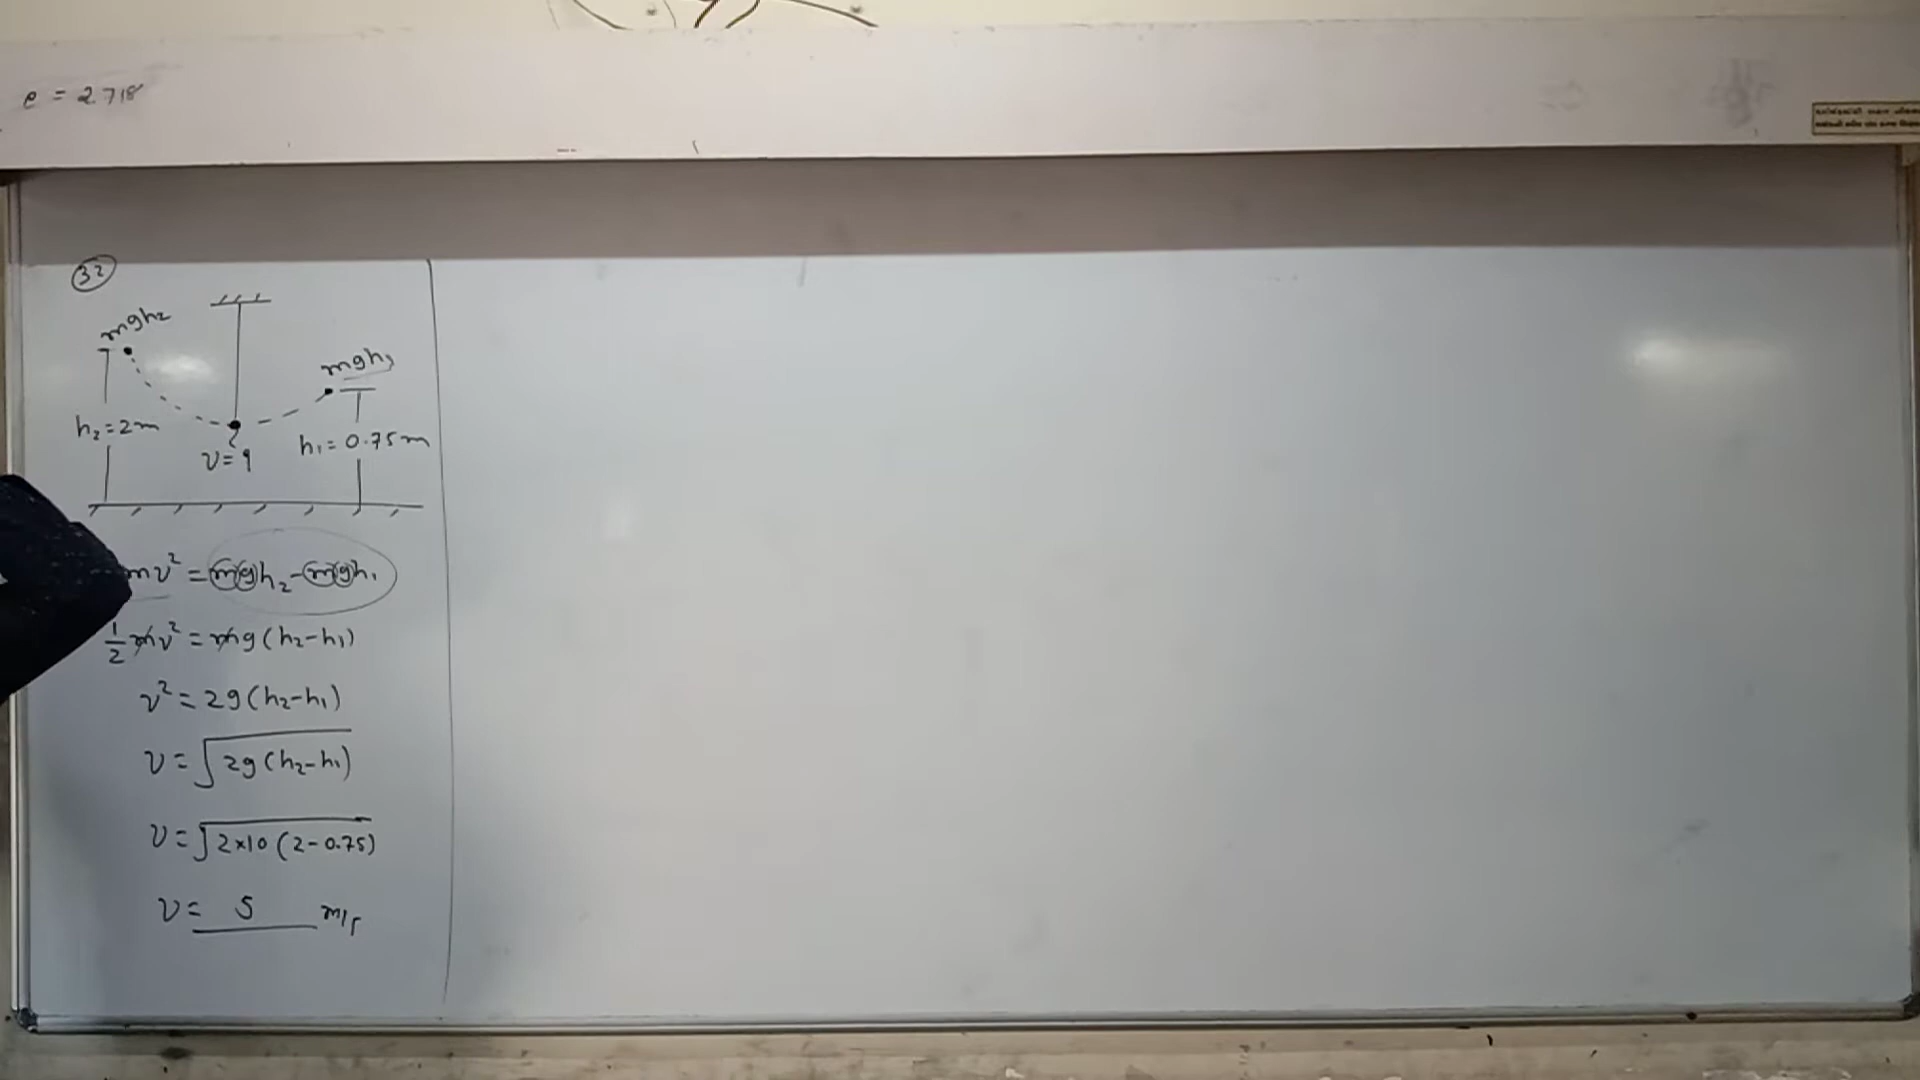 e = 2.718
32
mgh₂
mgh₁
h₂=2m
v=?
h₁=0.75m
mv²=mgh₂-mgh₁
1/2 mv²=mg(h₂-h₁)
v²=2g(h₂-h₁)
v=√2g(h₂-h₁)
v=√2×10(2-0.75)
v= 5 m/s